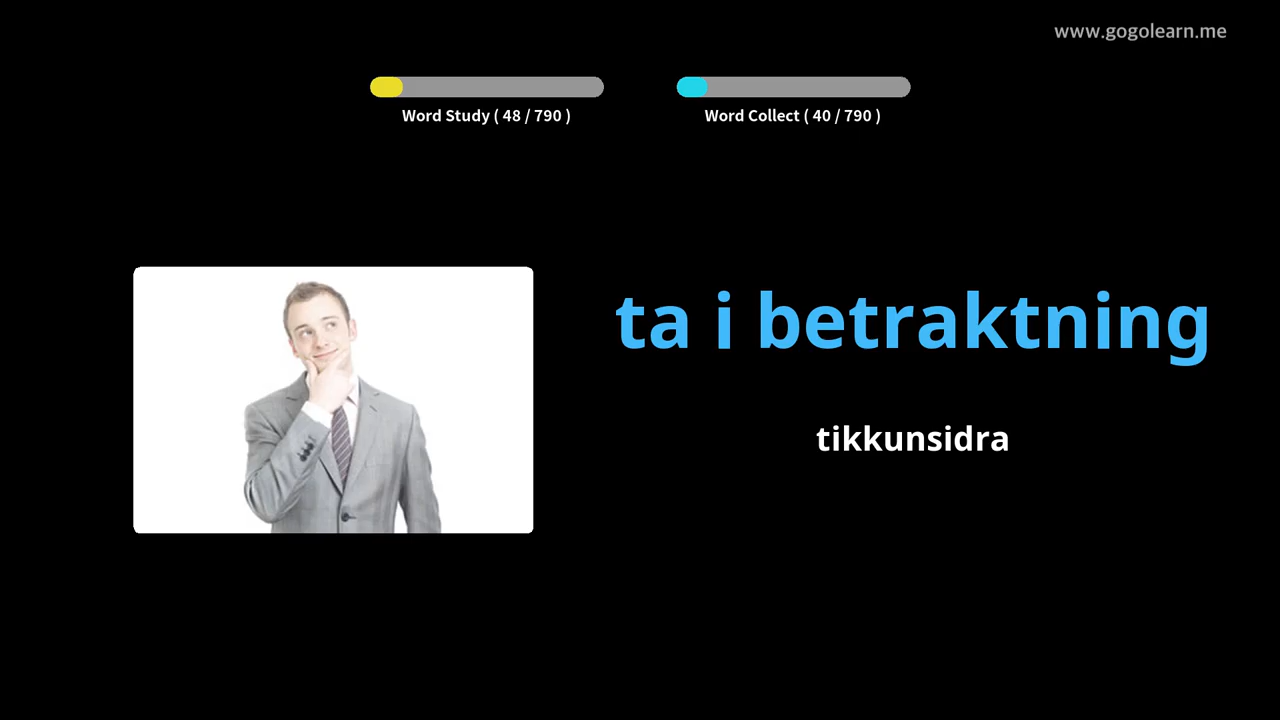 www.gogolearn.me
Word Study ( 48 / 790 )
Word Collect ( 40 / 790 )
ta i betraktning
tikkunsidra